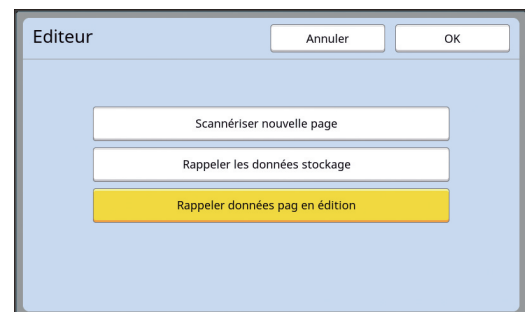 Editeur Annuler OK
Scannériser nouvelle page
Rappeler les données stockage
Rappeler données pag en édition